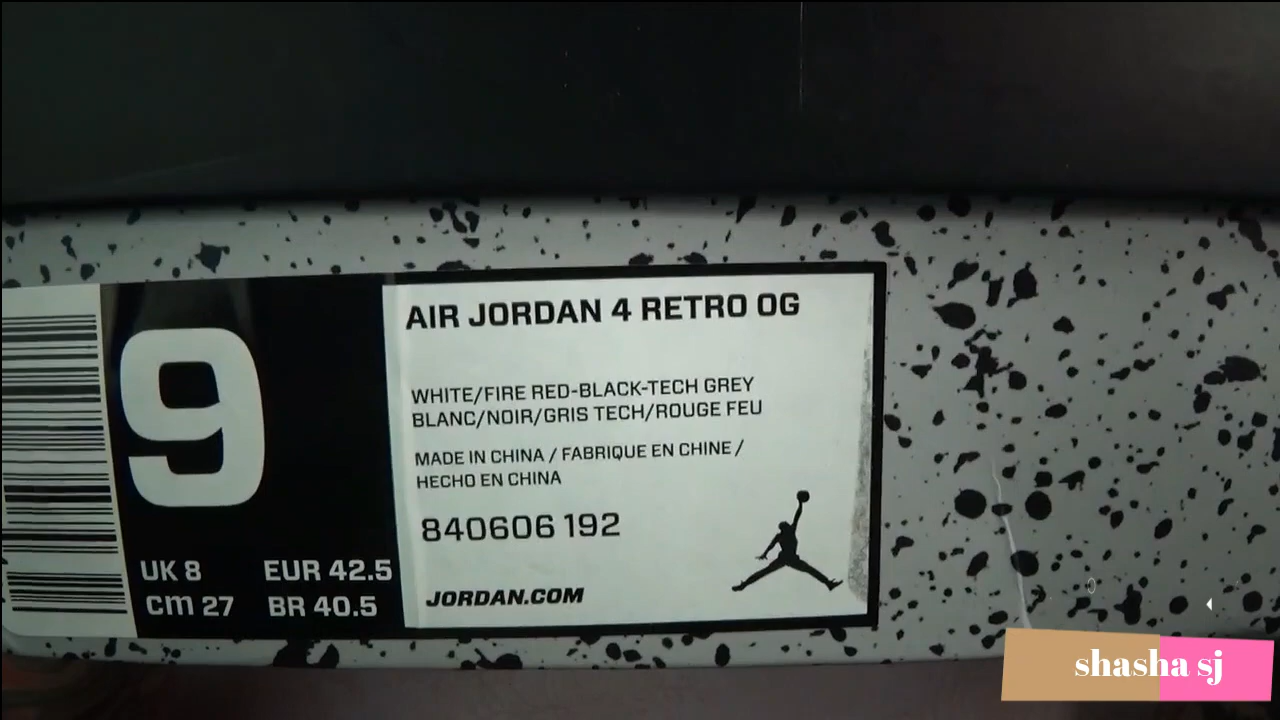 AIR JORDAN 4 RETRO OG
WHITE/FIRE RED-BLACK-TECH GREY
BLANC/NOIR/GRIS TECH/ROUGE FEU
MADE IN CHINA / FABRIQUE EN CHINE /
HECHO EN CHINA
840606 192
JORDAN.COM
9
UK 8 EUR 42.5
cm 27 BR 40.5
shasha sj